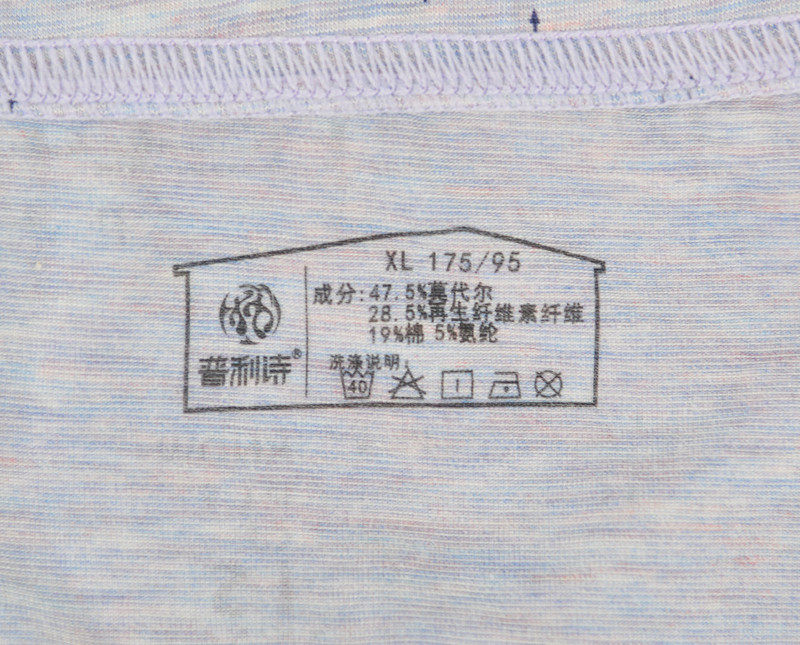 XL 175/95
成分:47.5%莫代尔
28.5%再生纤维素纤维
19%棉 5%氨纶
普利诗®
洗涤说明:
40